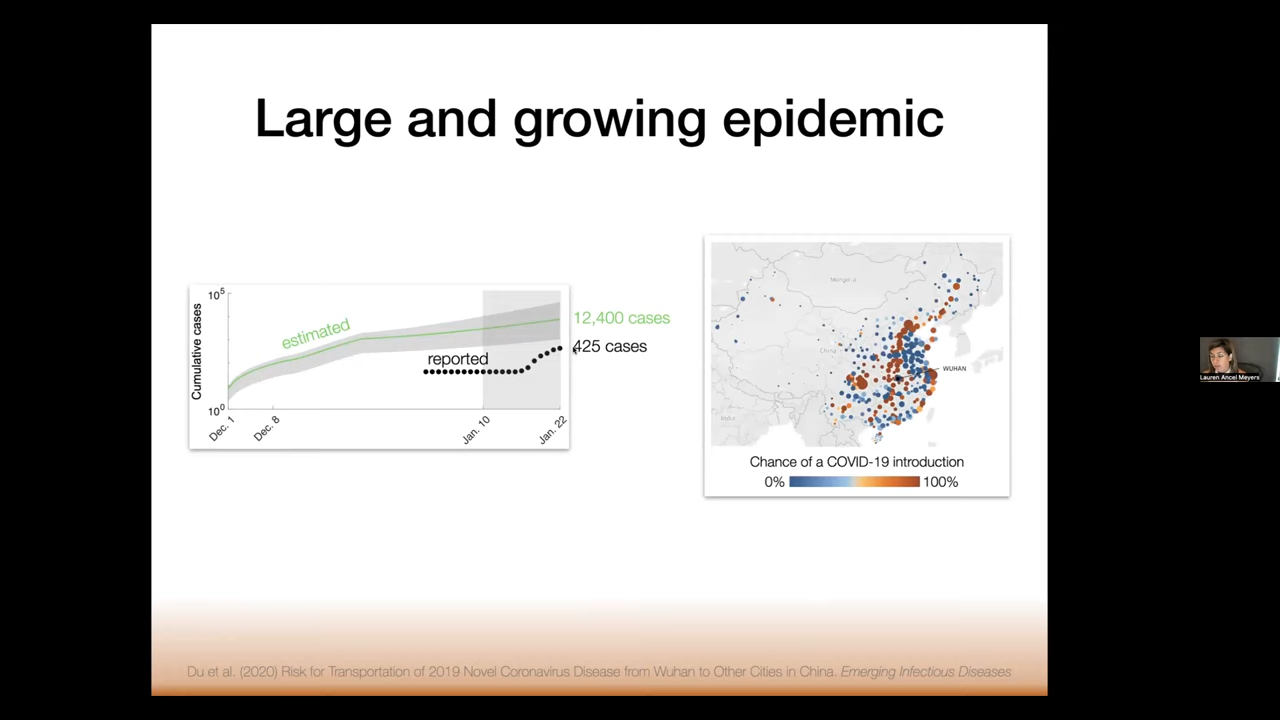 Large and growing epidemic
10^5
Cumulative cases
estimated
12,400 cases
425 cases
reported
10^0
Dec. 1
Dec. 8
Jan. 10
Jan. 22
Mongolia
China
WUHAN
India
Chance of a COVID-19 introduction
0%
100%
Lauren Ancel Meyers
Du et al. (2020) Risk for Transportation of 2019 Novel Coronavirus Disease from Wuhan to Other Cities in China. Emerging Infectious Diseases